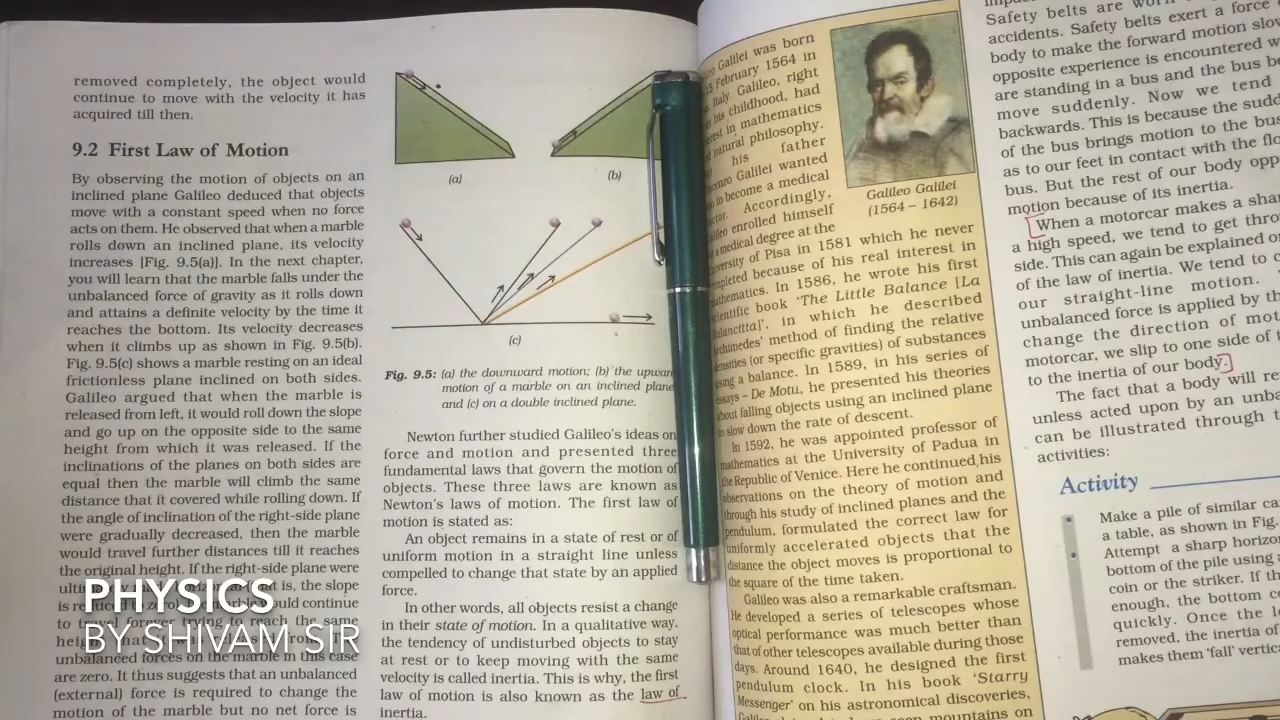 removed completely, the object would
continue to move with the velocity it has
acquired till then.
9.2 First Law of Motion
By observing the motion of objects on an
inclined plane Galileo deduced that objects
move with a constant speed when no force
acts on them. He observed that when a marble
rolls down an inclined plane, its velocity
increases [Fig. 9.5(a)]. In the next chapter,
you will learn that the marble falls under the
unbalanced force of gravity as it rolls down
and attains a definite velocity by the time it
reaches the bottom. Its velocity decreases
when it climbs up as shown in Fig. 9.5(b).
Fig. 9.5(c) shows a marble resting on an ideal
frictionless plane inclined on both sides.
Galileo argued that when the marble is
released from left, it would roll down the slope
and go up on the opposite side to the same
height from which it was released. If the
inclinations of the planes on both sides are
equal then the marble will climb the same
distance that it covered while rolling down. If
the angle of inclination of the right-side plane
were gradually decreased, then the marble
would travel further distances till it reaches
the original height. If the right-side plane were
is, the slope
would continue
to travel forever trying to reach the same
unbalanced forces on the marble in this case
are zero. It thus suggests that an unbalanced
(external) force is required to change the
motion of the marble but no net force is
PHYSICS
BY SHIVAM SIR
(a)
(b)
(c)
Fig. 9.5: (a) the downward motion; (b) the upward
motion of a marble on an inclined plane
and (c) on a double inclined plane.
Newton further studied Galileo's ideas on
force and motion and presented three
fundamental laws that govern the motion of
objects. These three laws are known as
Newton's laws of motion. The first law of
motion is stated as:
An object remains in a state of rest or of
uniform motion in a straight line unless
compelled to change that state by an applied
force.
In other words, all objects resist a change
in their state of motion. In a qualitative way,
the tendency of undisturbed objects to stay
at rest or to keep moving with the same
velocity is called inertia. This is why, the first
law of motion is also known as the law of
inertia.
Galilei was born
February 1564 in
Italy. Galileo, right
his childhood, had
in mathematics
natural philosophy.
his father
Galilei wanted
to become a medical
Accordingly,
enrolled himself
a medical degree at the
of Pisa in 1581 which he never
because of his real interest in
mathematics. In 1586, he wrote his first
scientific book 'The Little Balance [La
Balancitta]', in which he described
Archimedes' method of finding the relative
densities (or specific gravities) of substances
using a balance. In 1589, in his series of
essays – De Motu, he presented his theories
about falling objects using an inclined plane
to slow down the rate of descent.
In 1592, he was appointed professor of
mathematics at the University of Padua in
the Republic of Venice. Here he continued his
observations on the theory of motion and
through his study of inclined planes and the
pendulum, formulated the correct law for
uniformly accelerated objects that the
distance the object moves is proportional to
the square of the time taken.
Galileo was also a remarkable craftsman.
He developed a series of telescopes whose
optical performance was much better than
that of other telescopes available during those
days. Around 1640, he designed the first
pendulum clock. In his book 'Starry
Messenger' on his astronomical discoveries,
mountains on
Galileo Galilei
(1564 – 1642)
Safety belts are
accidents. Safety belts exert a force
body to make the forward motion
opposite experience is encountered
are standing in a bus and the bus
move suddenly. Now we tend
backwards. This is because the
of the bus brings motion to the bus
as to our feet in contact with the
bus. But the rest of our body
motion because of its inertia.
When a motorcar makes a
a high speed, we tend to get
side. This can again be explained
of the law of inertia. We tend to
our straight-line motion.
unbalanced force is applied by the
change the direction of
motorcar, we slip to one side of
to the inertia of our body.
The fact that a body will
unless acted upon by an
can be illustrated through
activities:
Activity
Make a pile of similar
a table, as shown in Fig.
Attempt a sharp
bottom of the pile using
coin or the striker. If
enough, the bottom
quickly. Once the
removed, the inertia of
makes them 'fall'